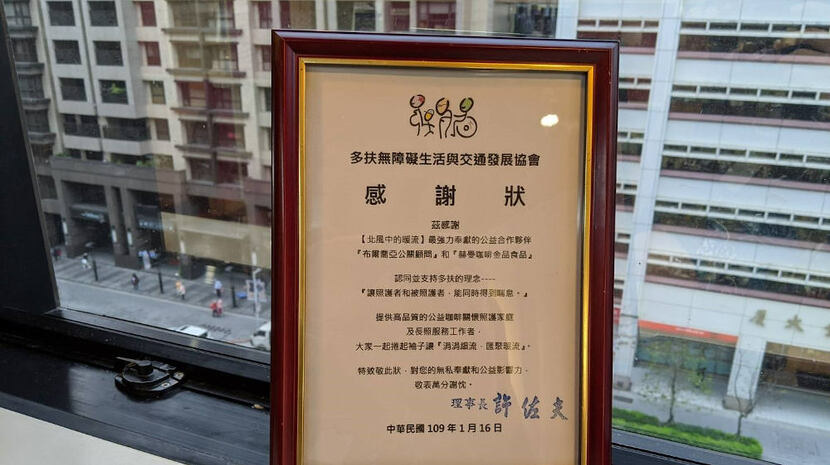 多扶無障礙生活與交通發展協會
感謝狀
茲感謝
【北風中的暖流】最強力奉獻的公益合作夥伴
『布爾喬亞公關顧問』和『赫曼咖啡金品食品』
認同並支持多扶的理念----
『讓照護者和被照護者，能同時得到喘息。』
提供高品質的公益咖啡關懷照護家庭
及長照服務工作者，
大家一起捲起袖子讓『涓涓細流，匯聚暖流』。
特致敬此狀，對您的無私奉獻和公益影響力，
敬表萬分謝忱。
理事長 許佐夫
中華民國 109 年 1 月 16 日